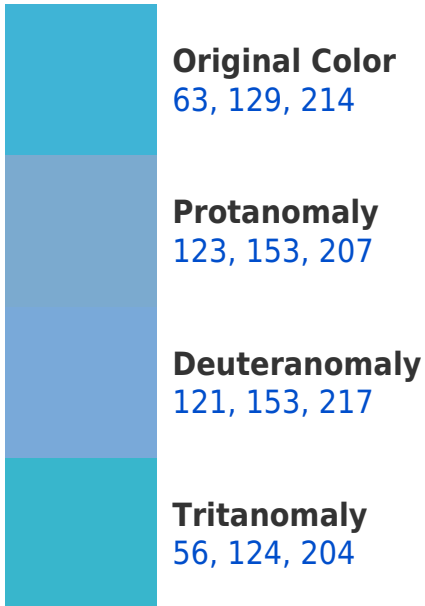 Original Color
63, 129, 214
Protanomaly
123, 153, 207
Deuteranomaly
121, 153, 217
Tritanomaly
56, 124, 204